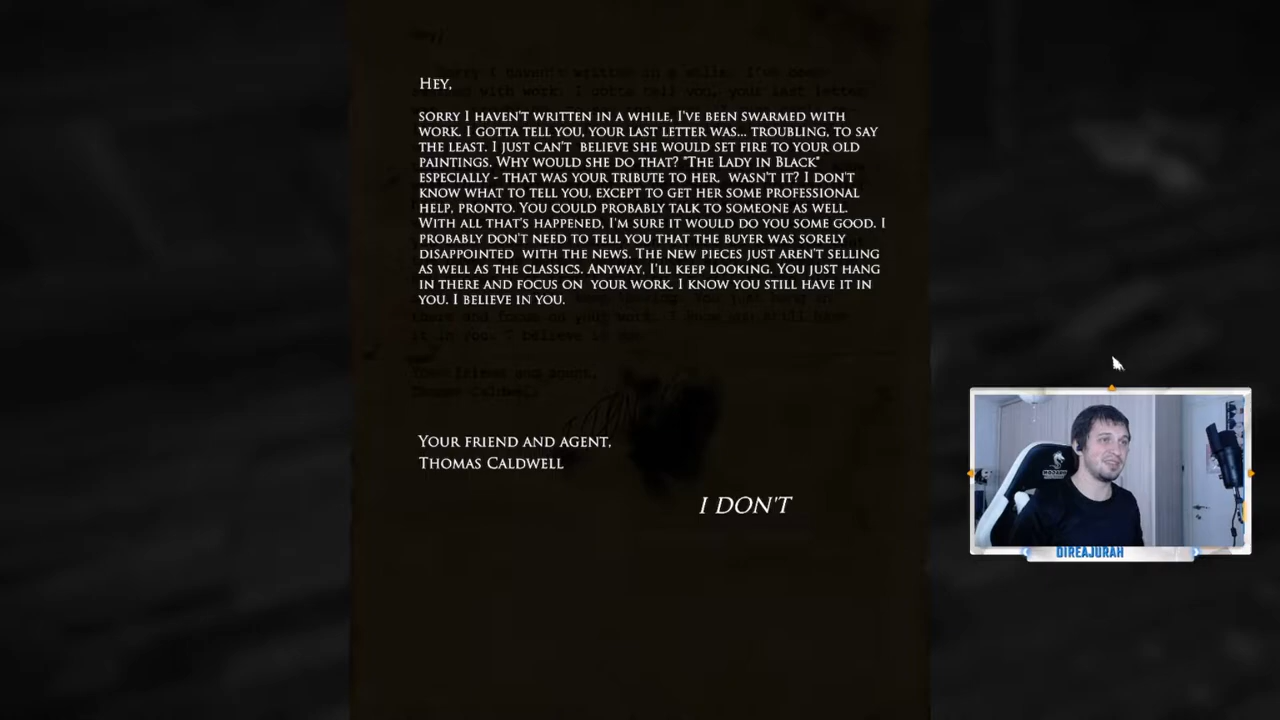 Hey,
SORRY I HAVEN'T WRITTEN IN A WHILE, I'VE BEEN SWARMED WITH
WORK. I GOTTA TELL YOU, YOUR LAST LETTER WAS... TROUBLING, TO SAY
THE LEAST. I JUST CAN'T BELIEVE SHE WOULD SET FIRE TO YOUR OLD
PAINTINGS. WHY WOULD SHE DO THAT? "THE LADY IN BLACK"
ESPECIALLY - THAT WAS YOUR TRIBUTE TO HER, WASN'T IT? I DON'T
KNOW WHAT TO TELL YOU, EXCEPT TO GET HER SOME PROFESSIONAL
HELP, PRONTO. YOU COULD PROBABLY TALK TO SOMEONE AS WELL.
WITH ALL THAT'S HAPPENED, I'M SURE IT WOULD DO YOU SOME GOOD. I
PROBABLY DON'T NEED TO TELL YOU THAT THE BUYER WAS SORELY
DISAPPOINTED WITH THE NEWS. THE NEW PIECES JUST AREN'T SELLING
AS WELL AS THE CLASSICS. ANYWAY, I'LL KEEP LOOKING. YOU JUST HANG
IN THERE AND FOCUS ON YOUR WORK. I KNOW YOU STILL HAVE IT IN
YOU. I BELIEVE IN YOU.
YOUR FRIEND AND AGENT,
THOMAS CALDWELL
I DON'T
DIREAJURAH